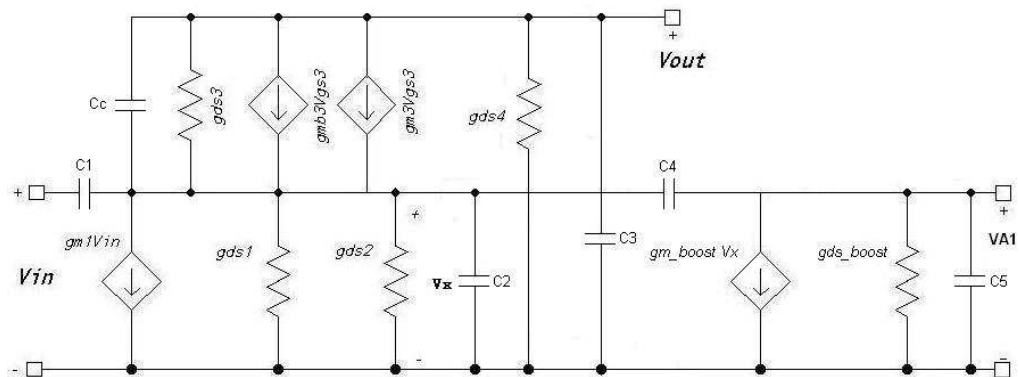 +
Vout
Cc
gds3
gmb3Vgs3
gm3Vgs3
gds4
C1
C4
+
+
+
gm1Vin
gds1
gds2
C3
gm_boost Vx
gds_boost
VA1
Vin
Vx
C2
C5
-
-
-